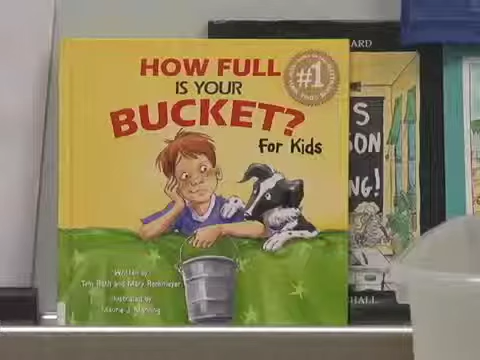 HOW FULL
IS YOUR
BUCKET?
For Kids
#1
Written by
Tom Rath and Mary Reckmeyer
Illustrated by
Maurie J. Manning
ARD
S
SON
NG!
HALL